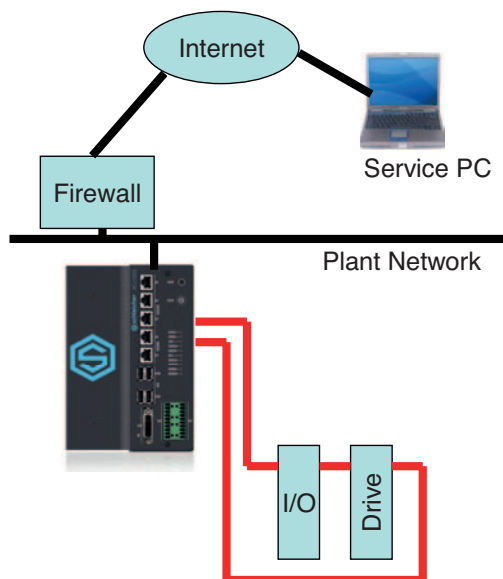 Internet
Service PC
Firewall
Plant Network
I/O
Drive